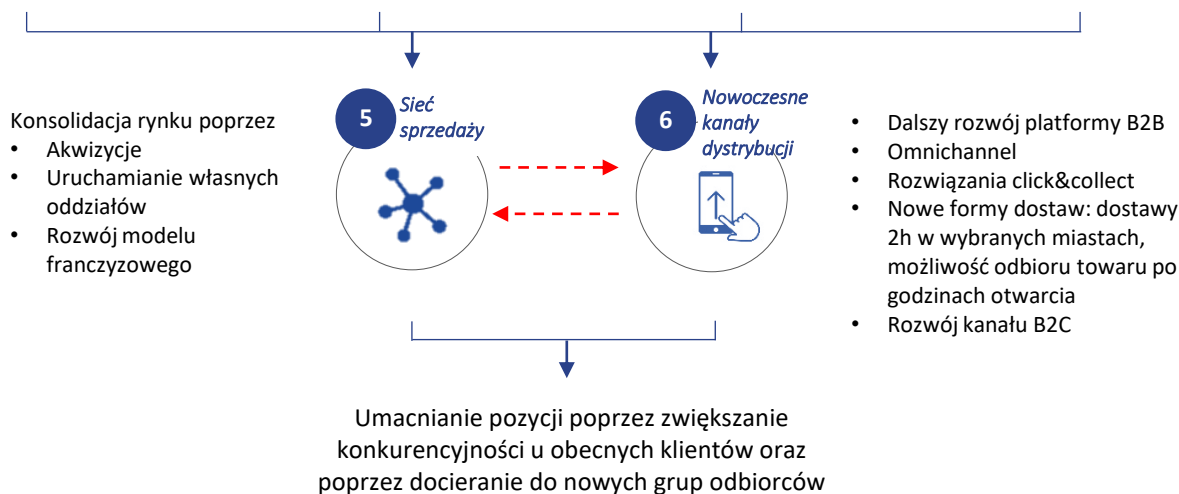 Konsolidacja rynku poprzez
• Akwizycje
• Uruchamianie własnych
oddziałów
• Rozwój modelu
franczyzowego
5
Sieć
sprzedaży
6
Nowoczesne
kanały
dystrybucji
• Dalszy rozwój platformy B2B
• Omnichannel
• Rozwiązania click&collect
• Nowe formy dostaw: dostawy
2h w wybranych miastach,
możliwość odbioru towaru po
godzinach otwarcia
• Rozwój kanału B2C
Umacnianie pozycji poprzez zwiększanie
konkurencyjności u obecnych klientów oraz
poprzez docieranie do nowych grup odbiorców